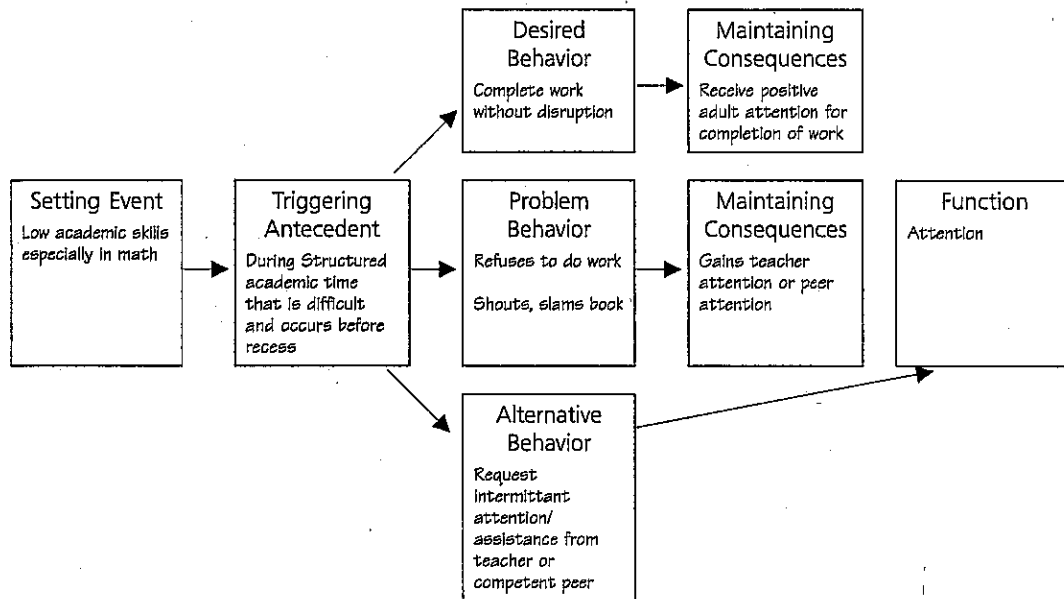 Desired
Behavior
Complete work
without disruption
Maintaining
Consequences
Receive positive
adult attention for
completion of work
Setting Event
Low academic skills
especially in math
Triggering
Antecedent
During Structured
academic time
that is difficult
and occurs before
recess
Problem
Behavior
Refuses to do work
Shouts, slams book
Maintaining
Consequences
Gains teacher
attention or peer
attention
Function
Attention
Alternative
Behavior
Request
intermittant
attention/
assistance from
teacher or
competent peer